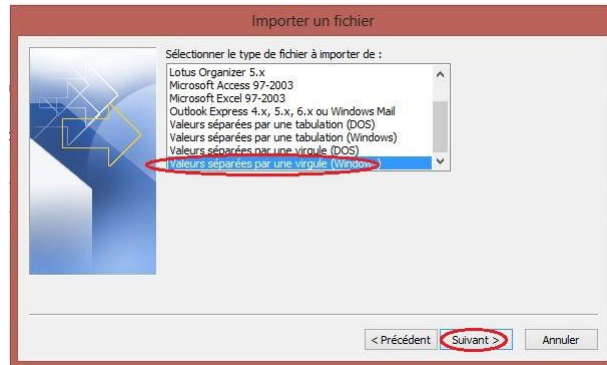 Importer un fichier
Sélectionner le type de fichier à importer de :
Lotus Organizer 5.x
Microsoft Access 97-2003
Microsoft Excel 97-2003
Outlook Express 4.x, 5.x, 6.x ou Windows Mail
Valeurs séparées par une tabulation (DOS)
Valeurs séparées par une tabulation (Windows)
Valeurs séparées par une virgule (DOS)
Valeurs séparées par une virgule (Windows)
< Précédent Suivant > Annuler